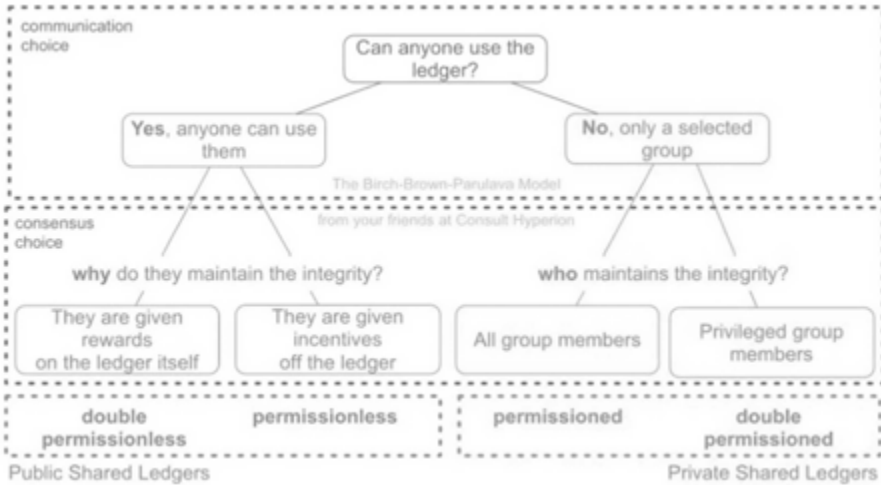 communication
choice
Can anyone use the
ledger?
Yes, anyone can use
them
No, only a selected
group
The Birch-Brown-Parulava Model
from your friends at Consult Hyperion
consensus
choice
why do they maintain the integrity?
who maintains the integrity?
They are given
rewards
on the ledger itself
They are given
incentives
off the ledger
All group members
Privileged group
members
double
permissionless
permissionless
permissioned
double
permissioned
Public Shared Ledgers
Private Shared Ledgers